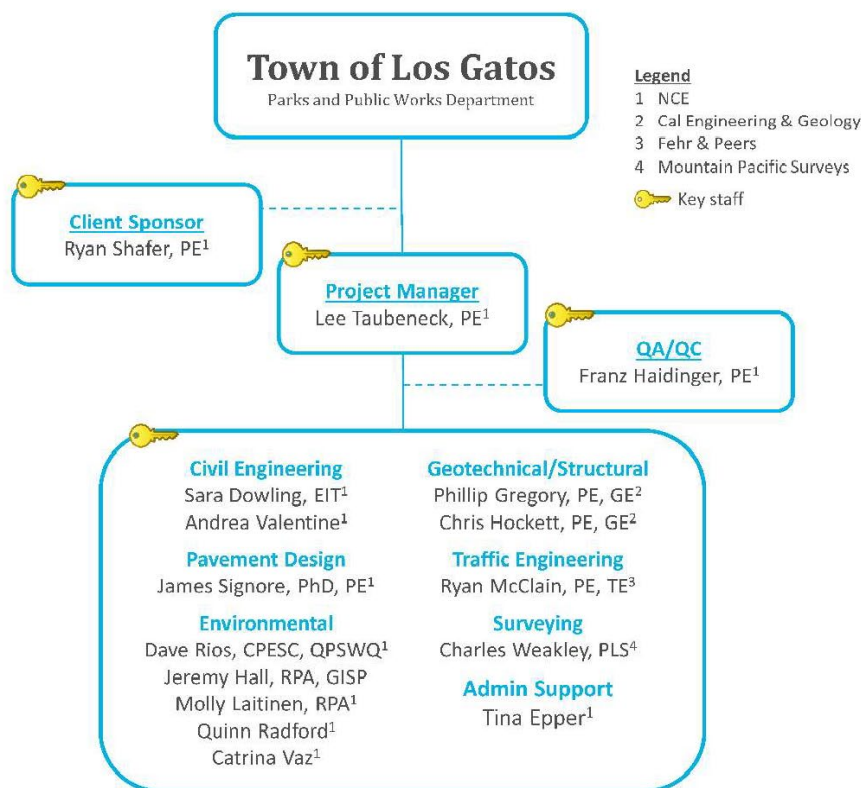 Town of Los Gatos
Parks and Public Works Department
Legend
1 NCE
2 Cal Engineering & Geology
3 Fehr & Peers
4 Mountain Pacific Surveys
Key staff
Client Sponsor
Ryan Shafer, PE¹
Project Manager
Lee Taubeneck, PE¹
QA/QC
Franz Haidinger, PE¹
Civil Engineering
Sara Dowling, EIT¹
Andrea Valentine¹
Pavement Design
James Signore, PhD, PE¹
Environmental
Dave Rios, CPESC, QPSWQ¹
Jeremy Hall, RPA, GISP
Molly Laitinen, RPA¹
Quinn Radford¹
Catrina Vaz¹
Geotechnical/Structural
Phillip Gregory, PE, GE²
Chris Hockett, PE, GE²
Traffic Engineering
Ryan McClain, PE, TE³
Surveying
Charles Weakley, PLS⁴
Admin Support
Tina Epper¹